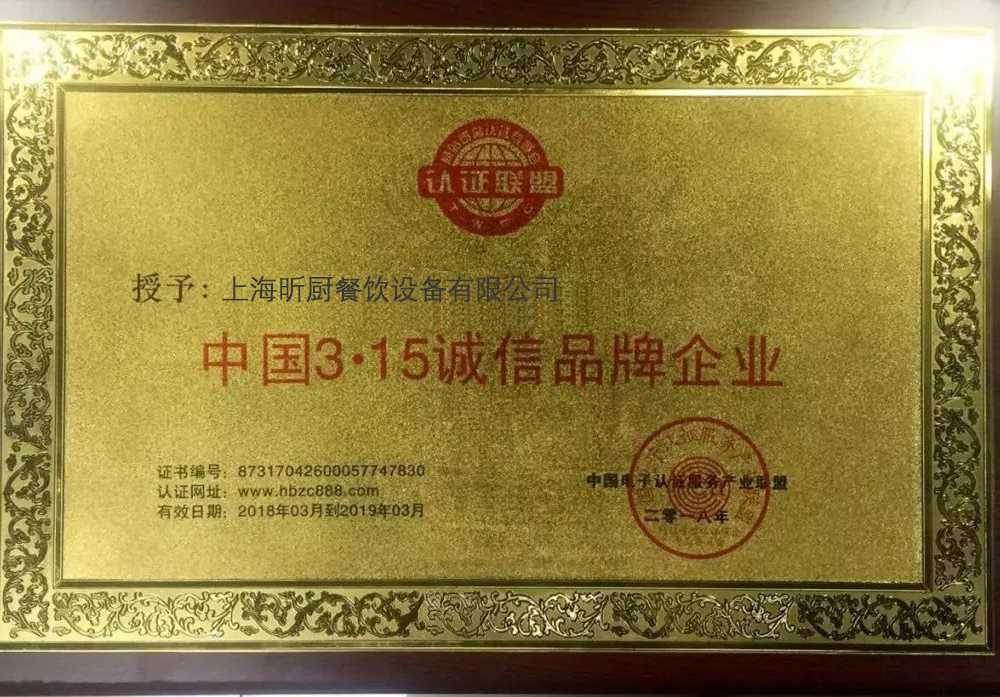 认证联盟
授予：上海昕厨餐饮设备有限公司
中国3·15诚信品牌企业
证书编号：87317042600057747830
认证网址：www.hbzc888.com
有效日期：2018年03月到2019年03月
中国电子认证服务产业联盟
二零一八年